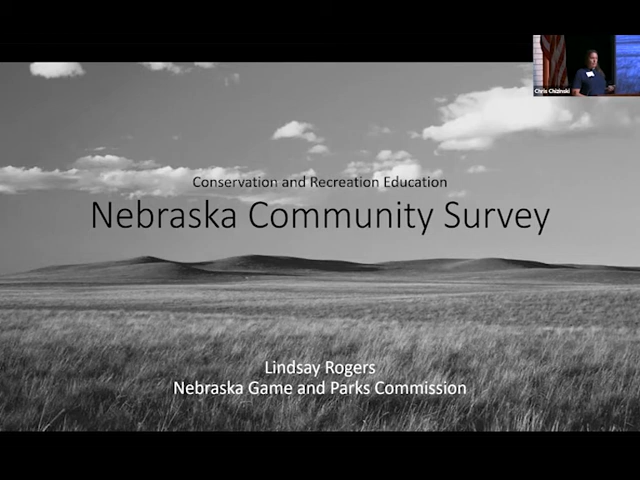 Chris Chizinski
Conservation and Recreation Education
Nebraska Community Survey
Lindsay Rogers
Nebraska Game and Parks Commission